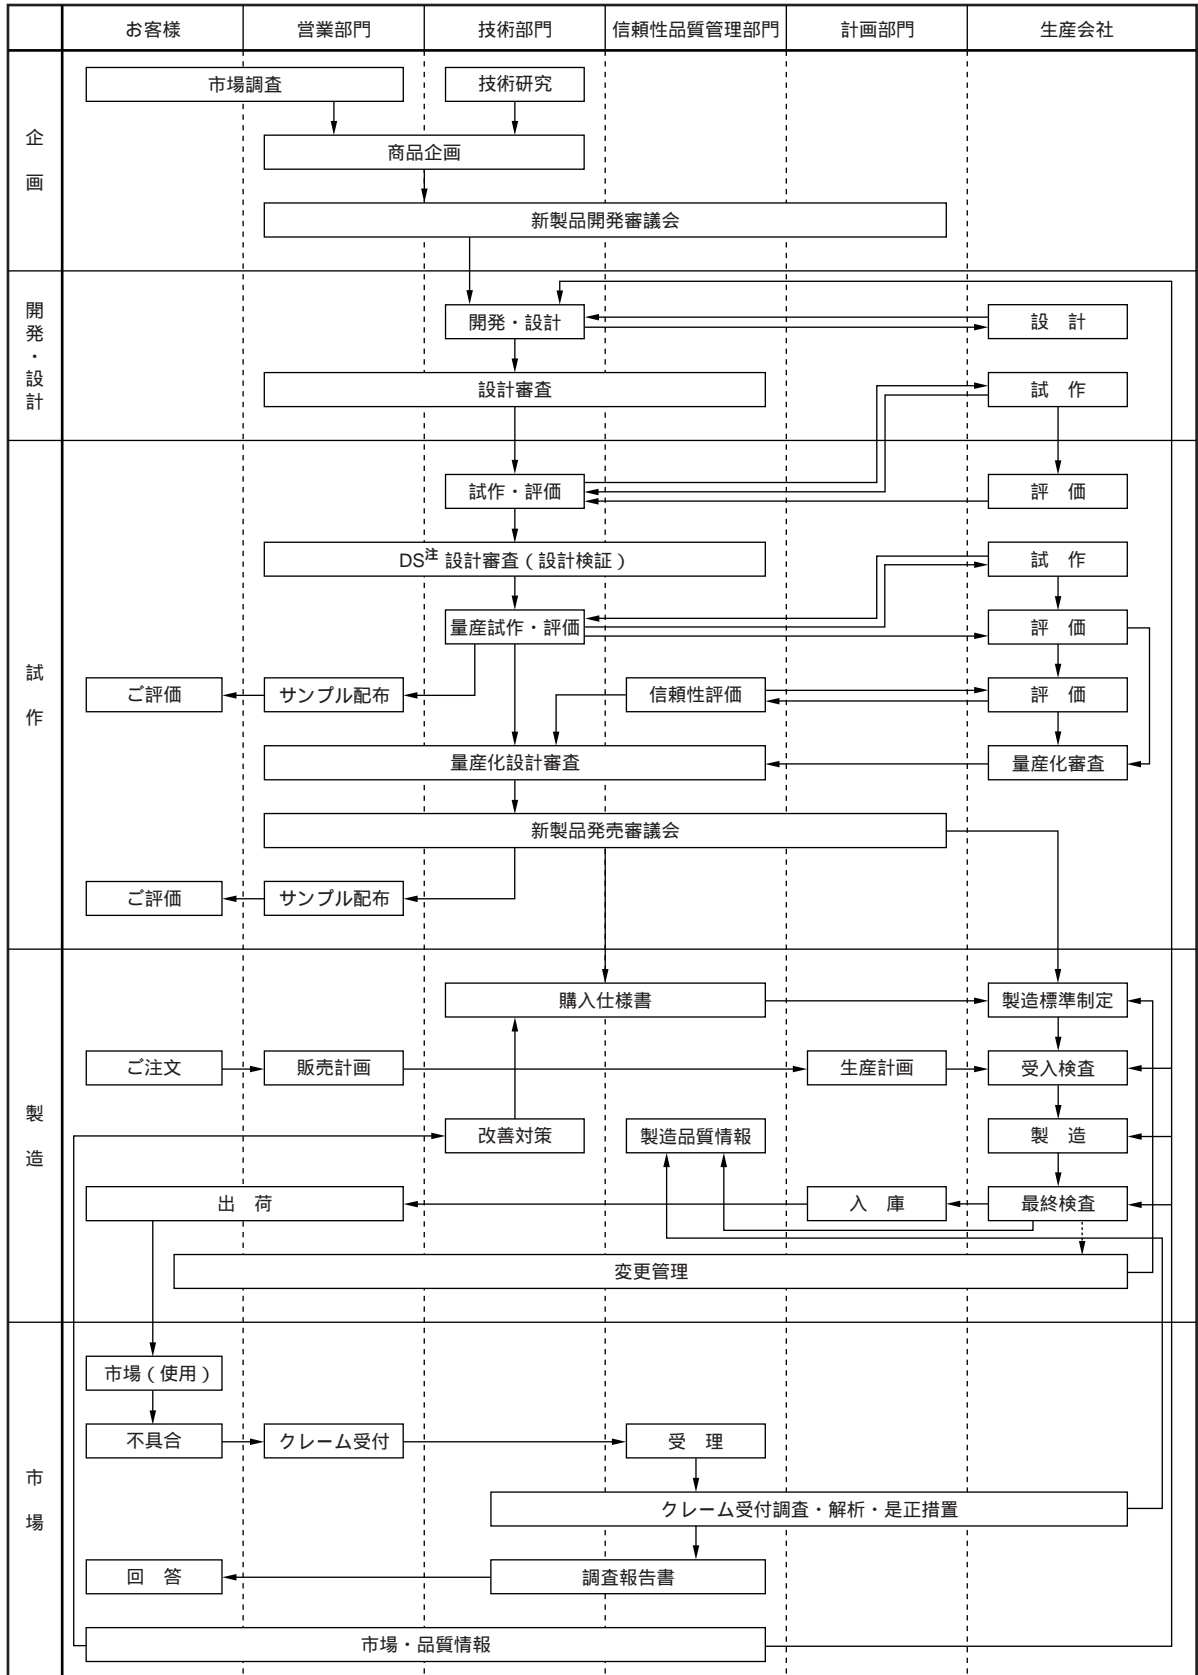 お客様 営業部門 技術部門 信頼性品質管理部門 計画部門 生産会社
企画
市場調査 技術研究
商品企画
新製品開発審議会
開発・設計
開発・設計 設　計
設計審査 試　作
試作
試作・評価 評　価
DS注 設計審査（設計検証） 試　作
量産試作・評価 評　価
ご評価 サンプル配布 信頼性評価 評　価
量産化設計審査 量産化審査
新製品発売審議会
ご評価 サンプル配布
製造
購入仕様書 製造標準制定
ご注文 販売計画 生産計画 受入検査
改善対策 製造品質情報 製　造
出　荷 入　庫 最終検査
変更管理
市場
市場（使用）
不具合 クレーム受付 受　理
クレーム受付調査・解析・是正措置
回　答 調査報告書
市場・品質情報